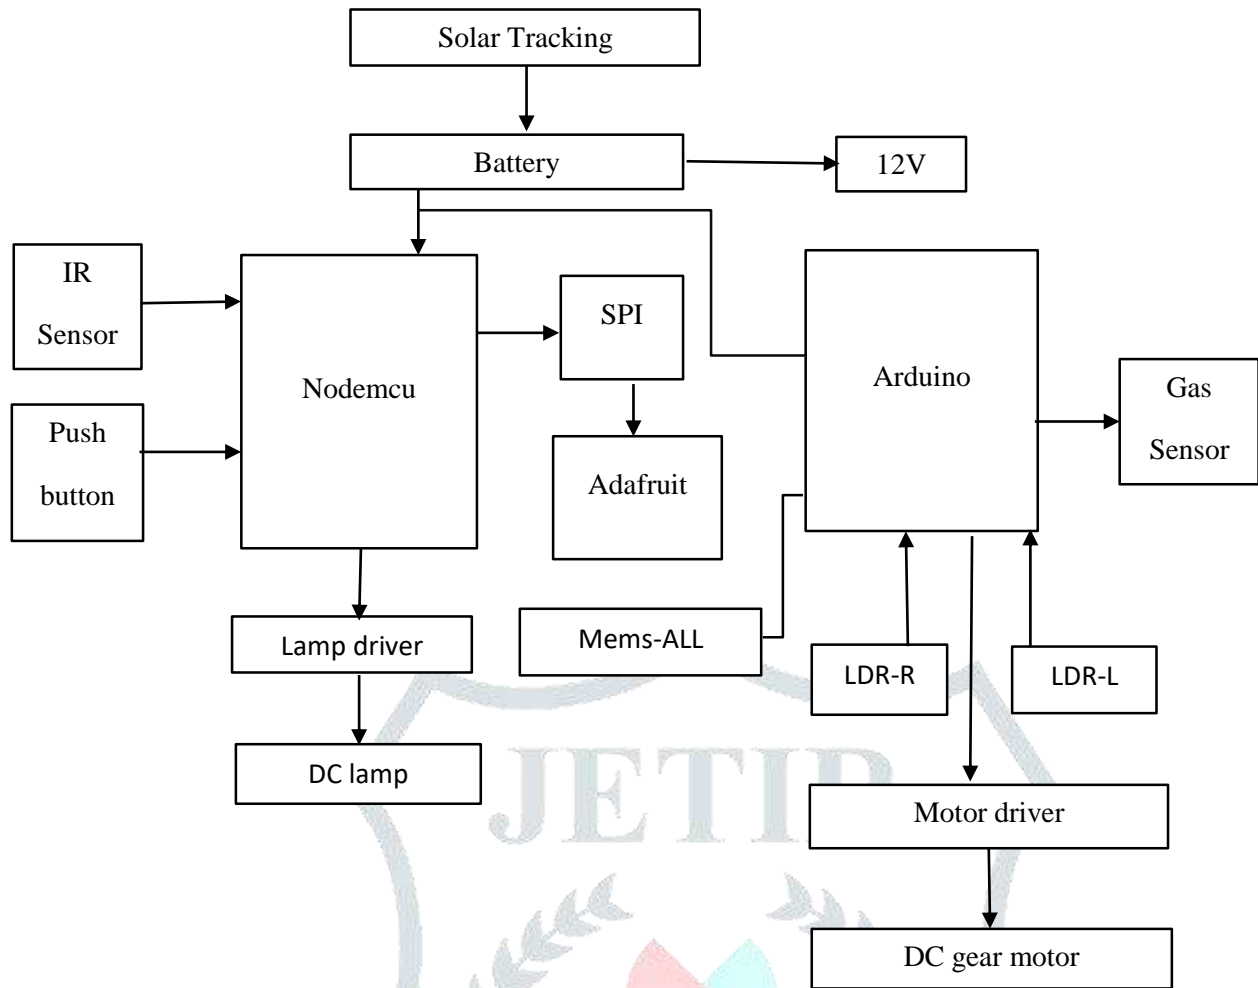 Solar Tracking
Battery
12V
IR
Sensor
Nodemcu
SPI
Arduino
Gas
Sensor
Push
button
Adafruit
Lamp driver
Mems-ALL
LDR-R
LDR-L
DC lamp
JETIR
Motor driver
DC gear motor